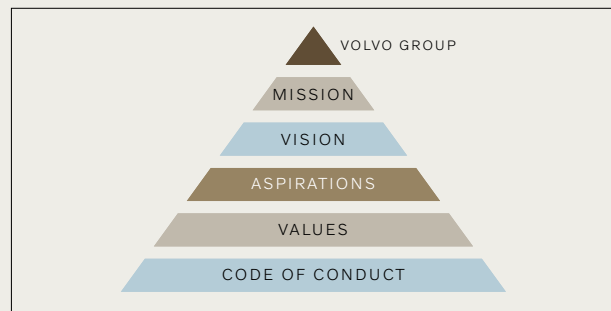 VOLVO GROUP
MISSION
VISION
ASPIRATIONS
VALUES
CODE OF CONDUCT